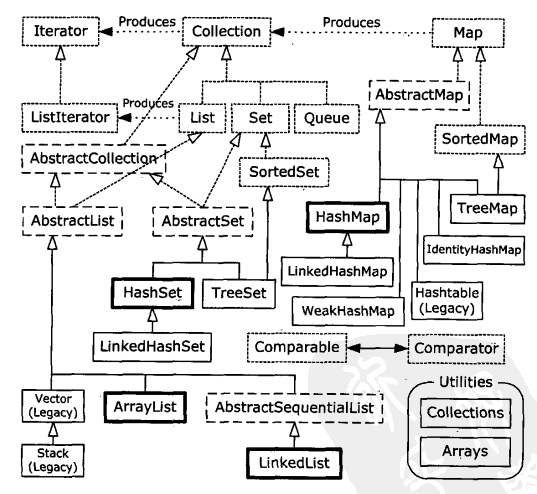 Iterator
Produces
Collection
Produces
Map
AbstractMap
ListIterator
Produces
List
Set
Queue
SortedMap
AbstractCollection
SortedSet
AbstractList
AbstractSet
HashMap
TreeMap
IdentityHashMap
LinkedHashMap
HashSet
TreeSet
Hashtable
(Legacy)
WeakHashMap
LinkedHashSet
Comparable
Comparator
Utilities
Vector
(Legacy)
ArrayList
AbstractSequentialList
Collections
Arrays
Stack
(Legacy)
LinkedList